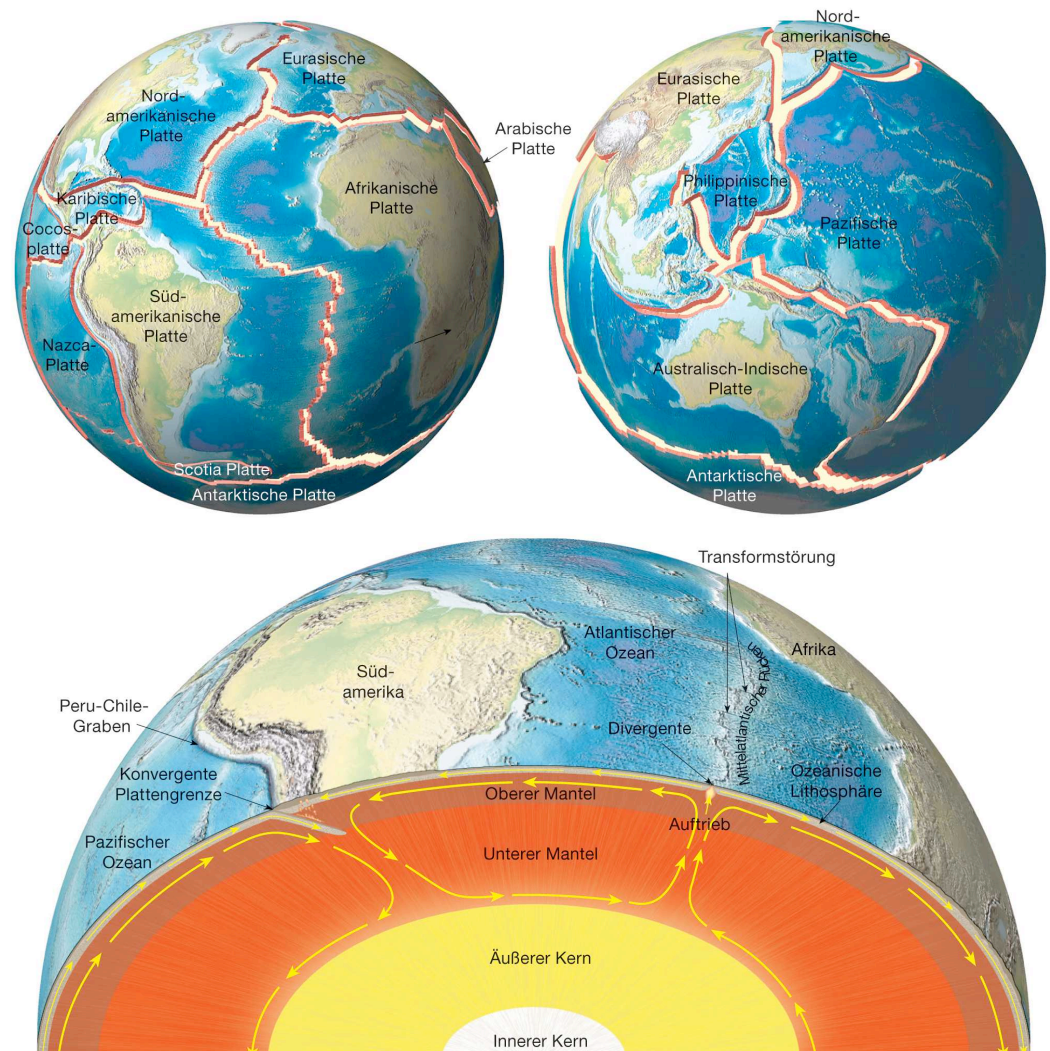 Eurasische
Platte
Nord-
amerikanische
Platte
Arabische
Platte
Afrikanische
Platte
Karibische
Platte
Cocos-
platte
Süd-
amerikanische
Platte
Nazca-
Platte
Scotia Platte
Antarktische Platte
Nord-
amerikanische
Platte
Eurasische
Platte
Philippinische
Platte
Pazifische
Platte
Australisch-Indische
Platte
Antarktische
Platte
Transformstörung
Atlantischer
Ozean
Afrika
Süd-
amerika
Mittelatlantischer Rücken
Peru-Chile-
Graben
Divergente
Konvergente
Plattengrenze
Ozeanische
Lithosphäre
Oberer Mantel
Auftrieb
Pazifischer
Ozean
Unterer Mantel
Äußerer Kern
Innerer Kern